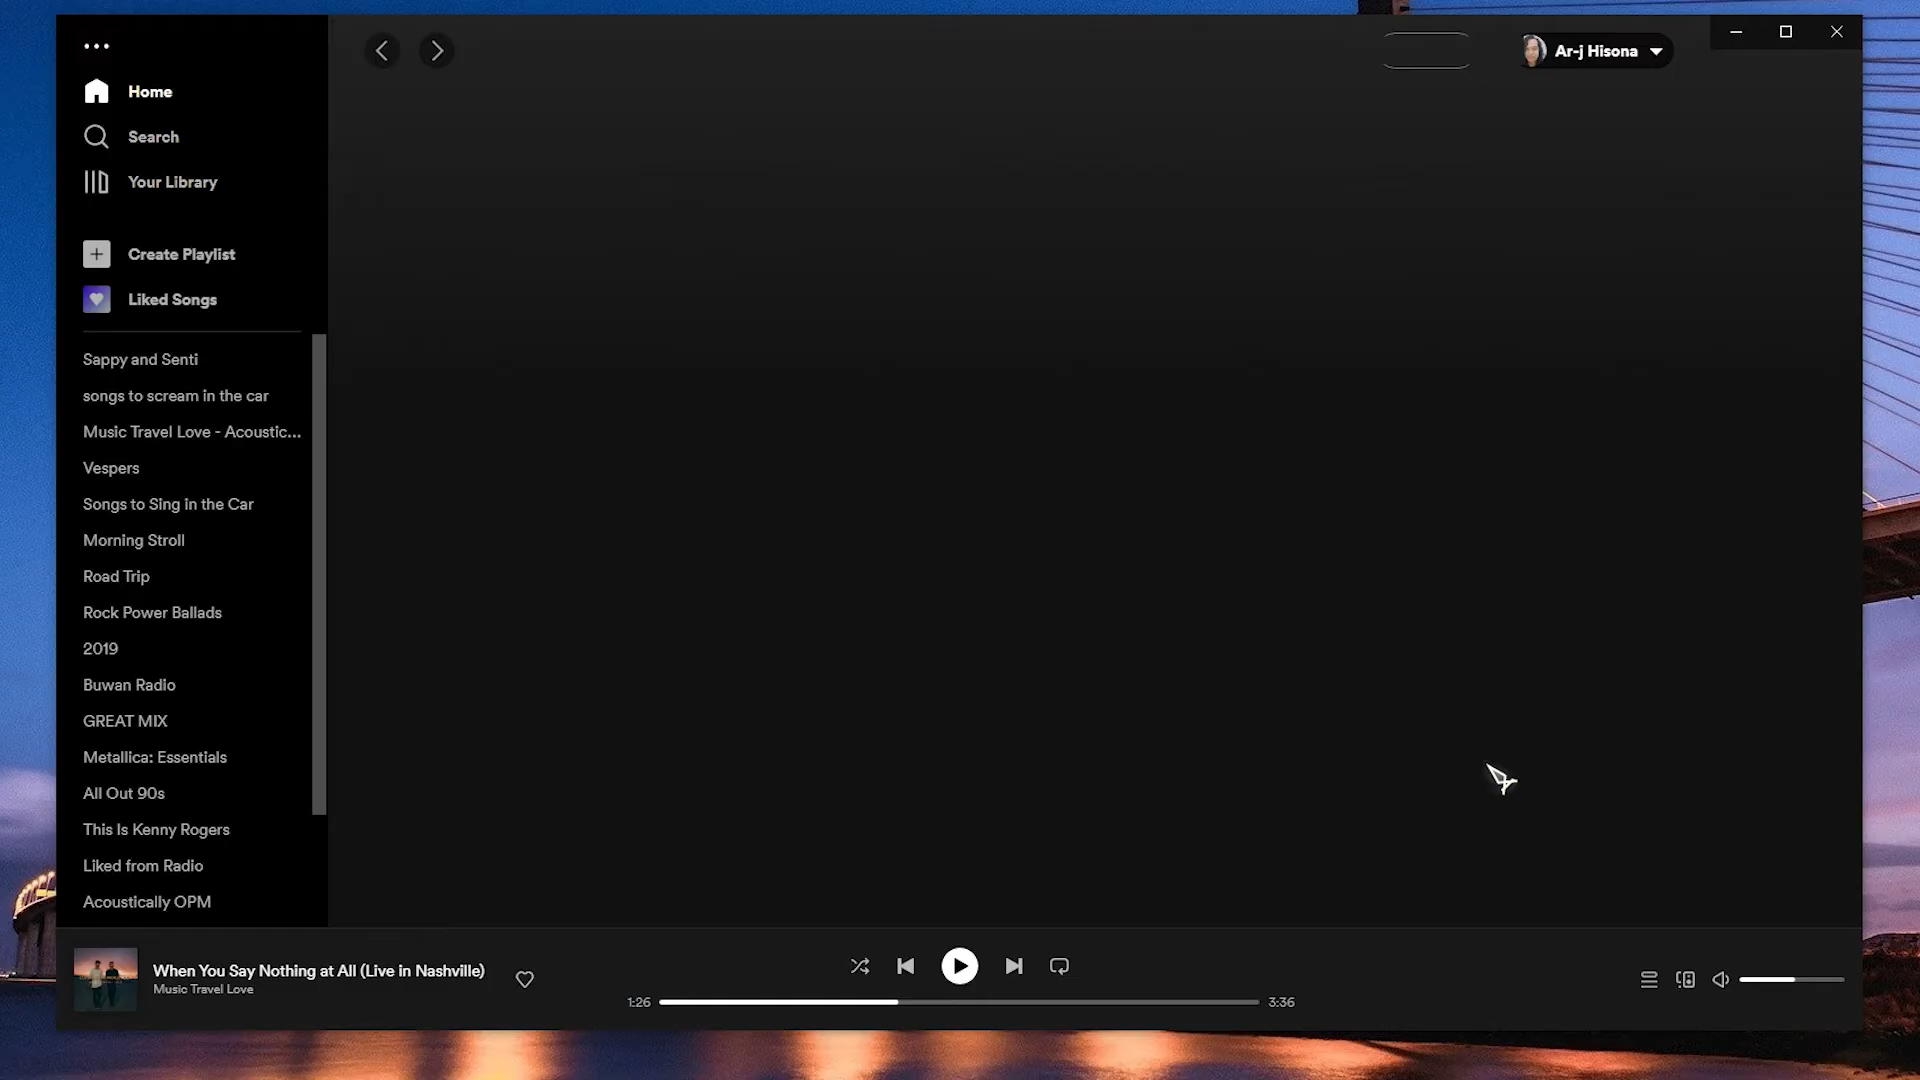 Ar-j Hisona
Home
Search
Your Library
Create Playlist
Liked Songs
Sappy and Senti
songs to scream in the car
Music Travel Love - Acoustic...
Vespers
Songs to Sing in the Car
Morning Stroll
Road Trip
Rock Power Ballads
2019
Buwan Radio
GREAT MIX
Metallica: Essentials
All Out 90s
This Is Kenny Rogers
Liked from Radio
Acoustically OPM
When You Say Nothing at All (Live in Nashville)
Music Travel Love
1:26
3:36